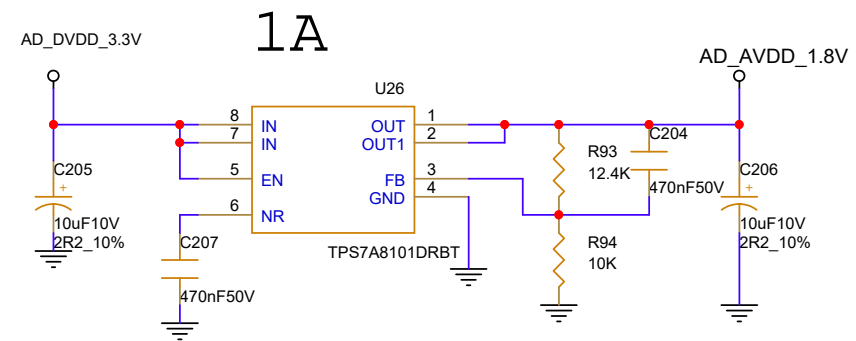 1A
AD_DVDD_3.3V
AD_AVDD_1.8V
U26
8 IN OUT 1
7 IN OUT1 2
5 EN FB 3
GND 4
6 NR
TPS7A8101DRBT
C205
+
10uF10V
2R2_10%
C207
470nF50V
R93
12.4K
C204
470nF50V
R94
10K
C206
+
10uF10V
2R2_10%